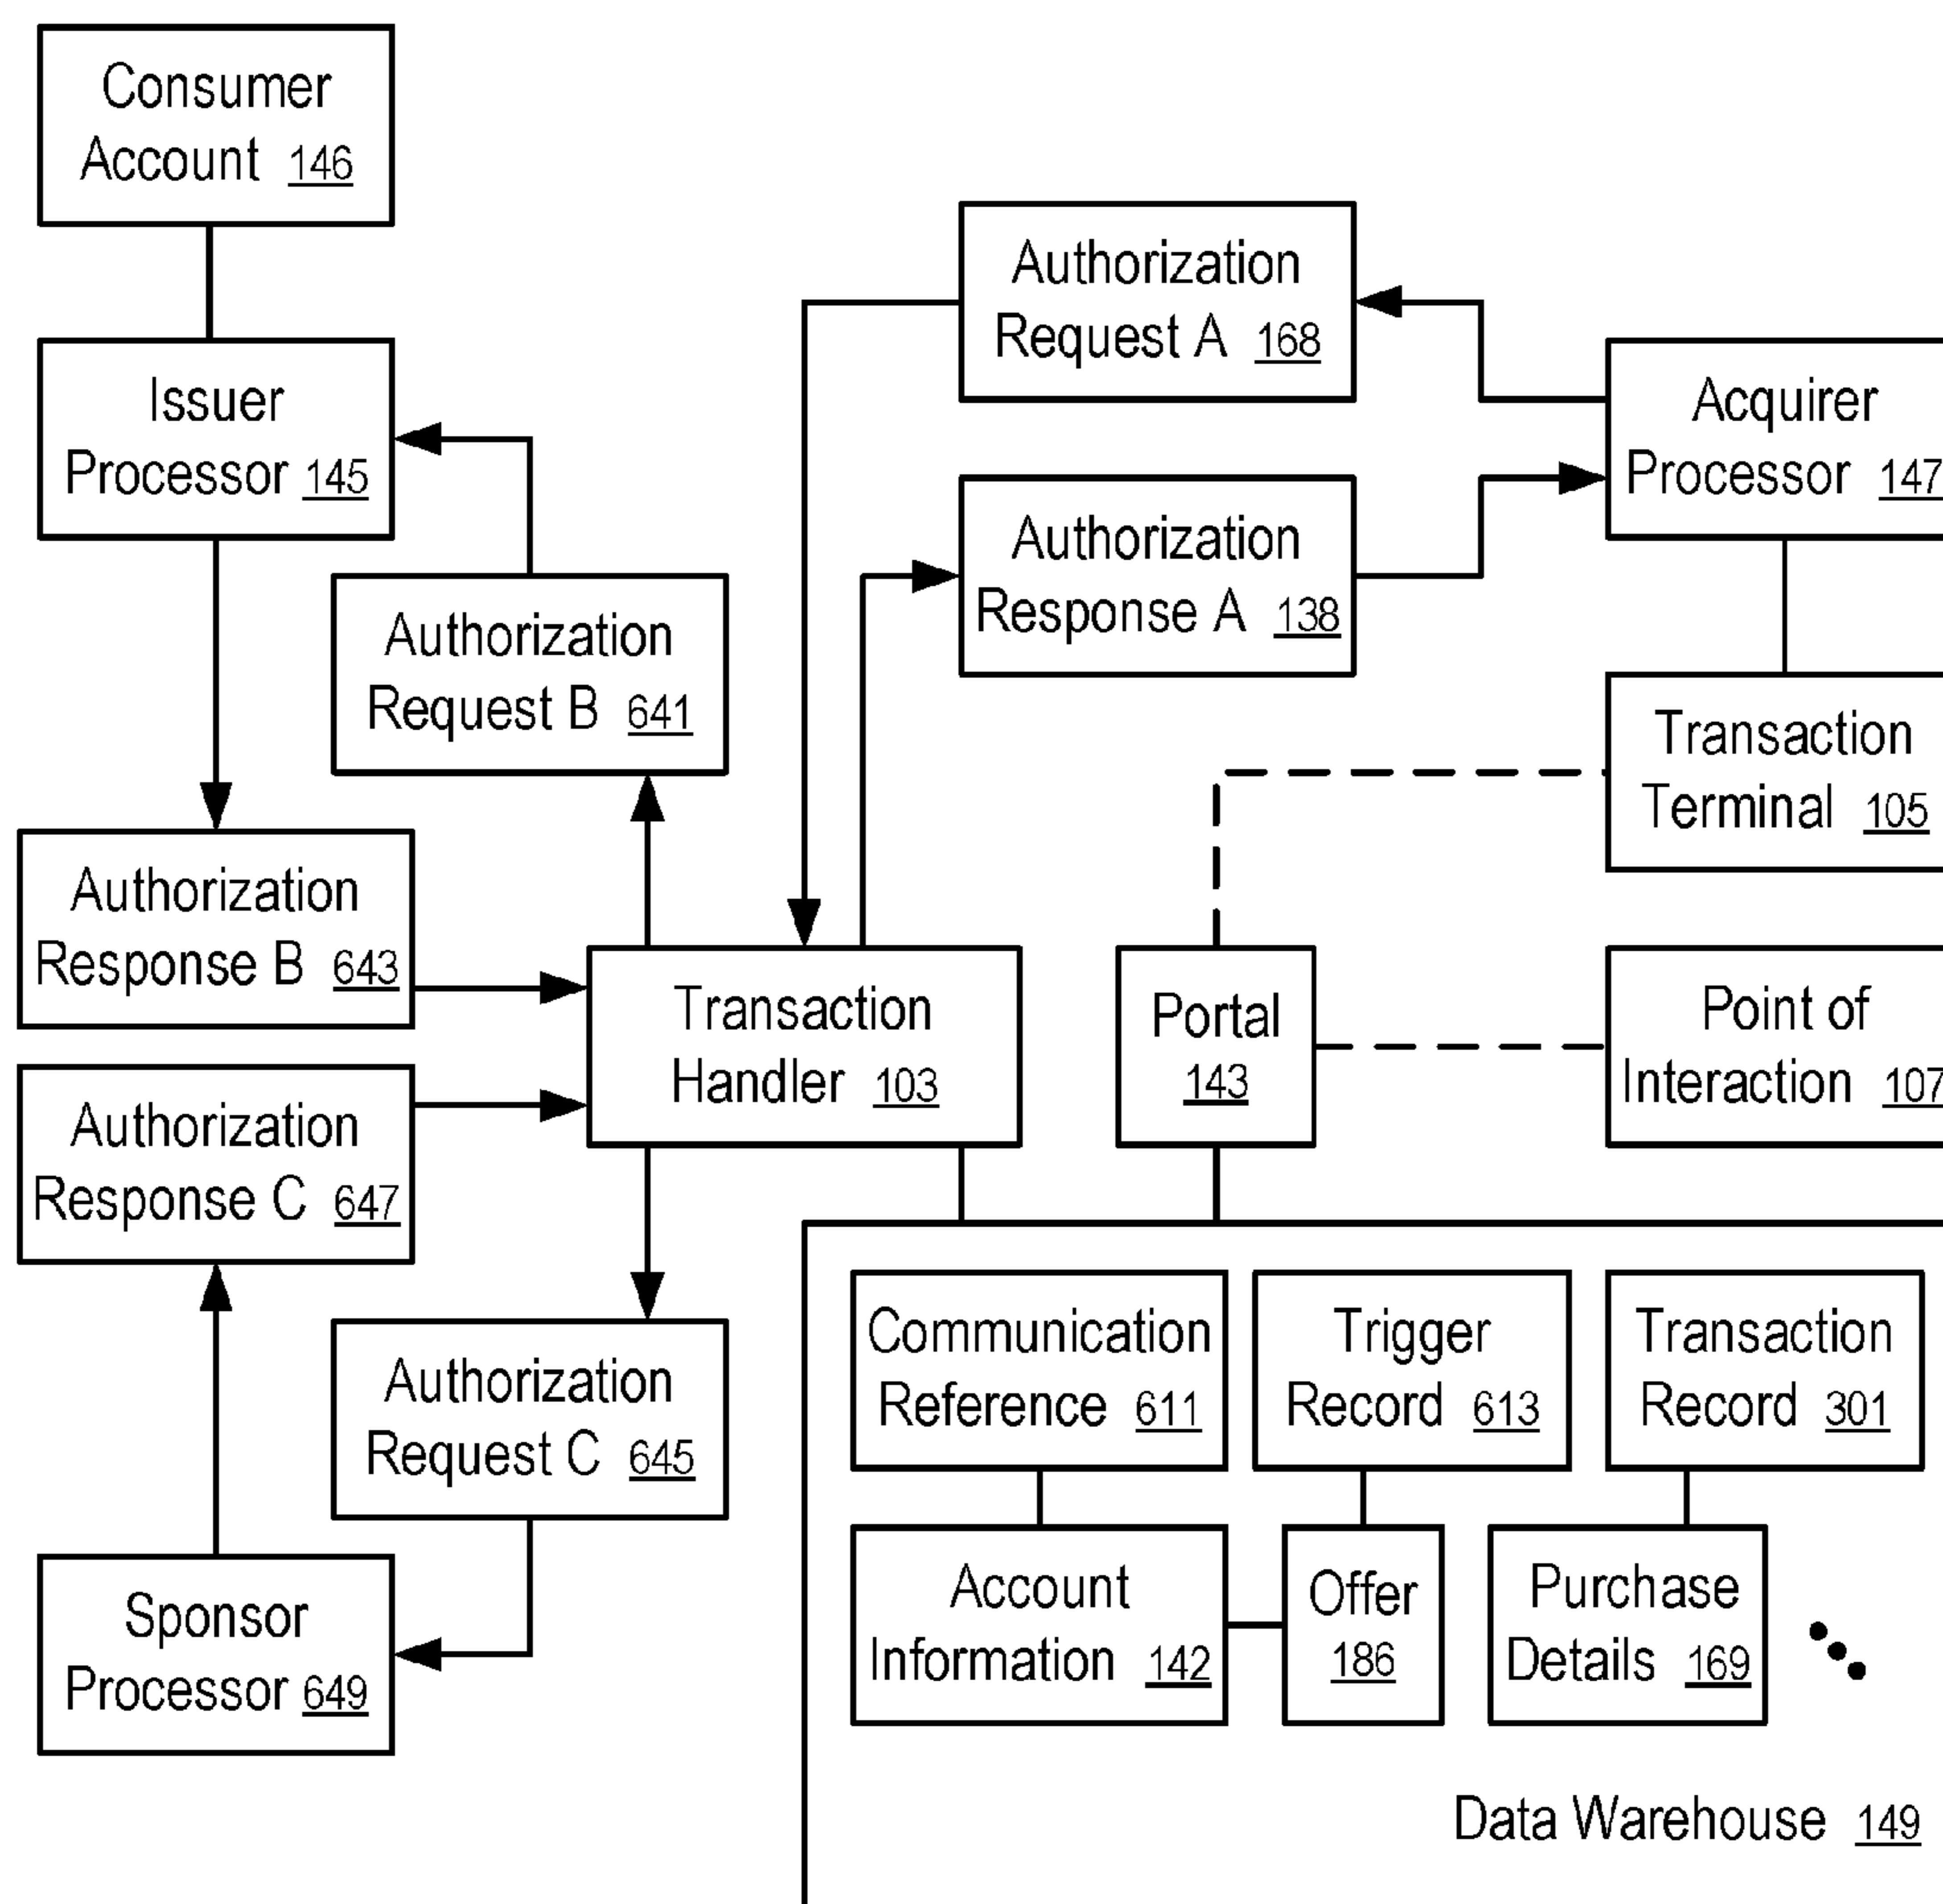 Consumer
Account 146
Authorization
Request A 168
Issuer
Processor 145
Acquirer
Processor 147
Authorization
Response A 138
Authorization
Request B 641
Transaction
Terminal 105
Authorization
Response B 643
Transaction
Handler 103
Portal
143
Point of
Interaction 107
Authorization
Response C 647
Authorization
Request C 645
Communication
Reference 611
Trigger
Record 613
Transaction
Record 301
Sponsor
Processor 649
Account
Information 142
Offer
186
Purchase
Details 169
Data Warehouse 149